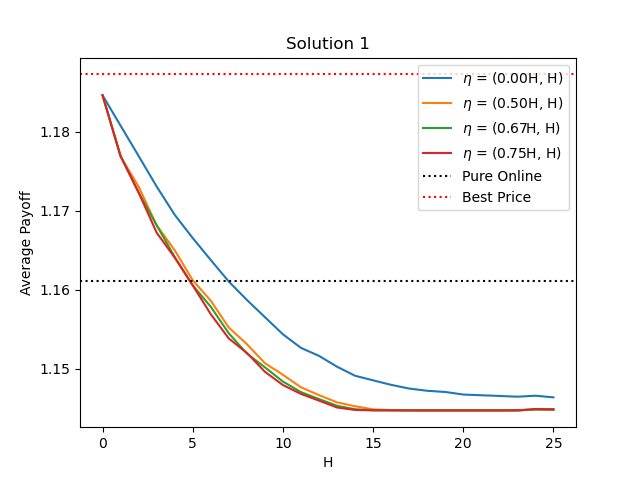 Solution 1
η = (0.00H, H)
η = (0.50H, H)
η = (0.67H, H)
η = (0.75H, H)
Pure Online
Best Price
Average Payoff
1.18
1.17
1.16
1.15
0 5 10 15 20 25
H